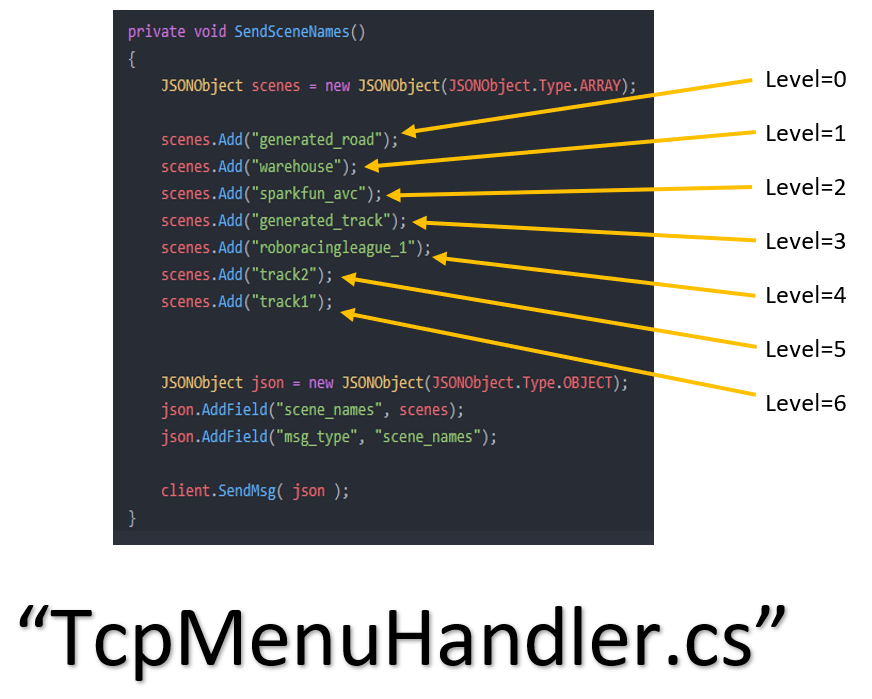 private void SendSceneNames()
{
JSONObject scenes = new JSONObject(JSONObject.Type.ARRAY);
scenes.Add("generated_road");
scenes.Add("warehouse");
scenes.Add("sparkfun_avc");
scenes.Add("generated_track");
scenes.Add("roboracingleague_1");
scenes.Add("track2");
scenes.Add("track1");
JSONObject json = new JSONObject(JSONObject.Type.OBJECT);
json.AddField("scene_names", scenes);
json.AddField("msg_type", "scene_names");
client.SendMsg( json );
}
Level=0
Level=1
Level=2
Level=3
Level=4
Level=5
Level=6
“TcpMenuHandler.cs”